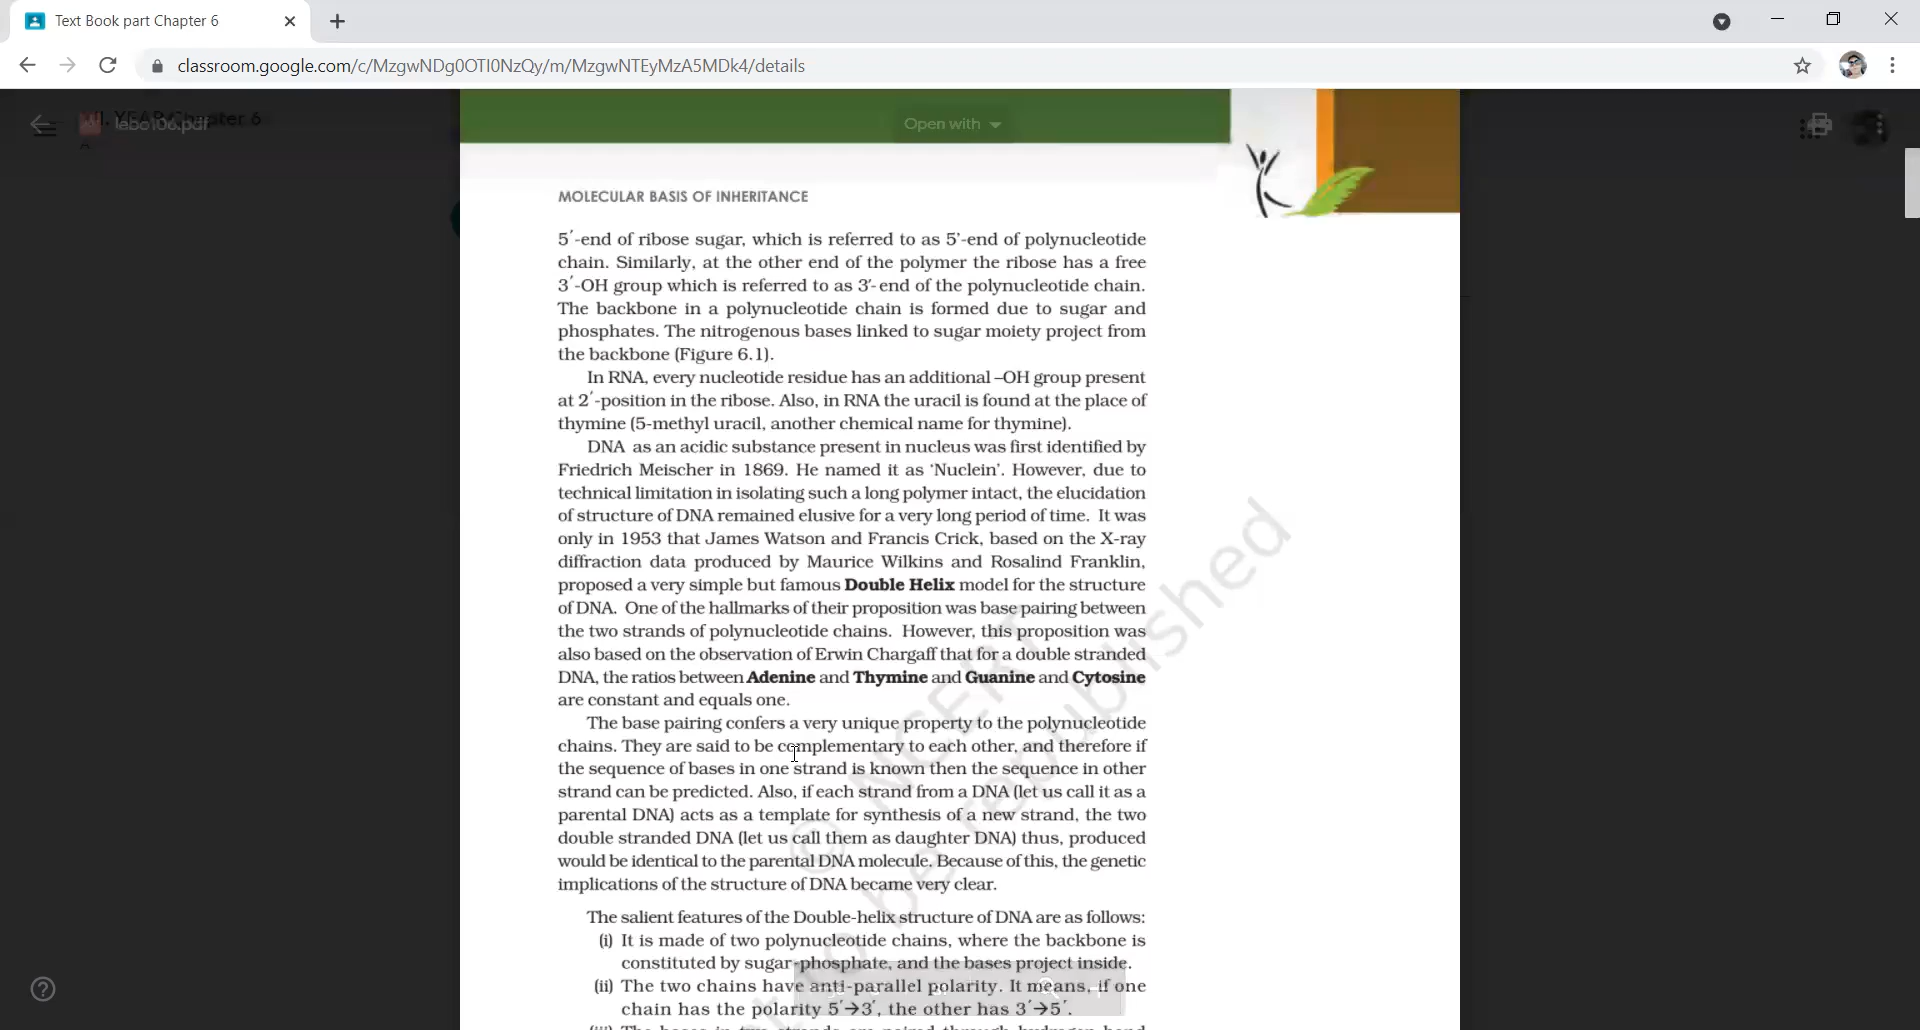 Text Book part Chapter 6
classroom.google.com/c/MzgwNDg0OTI0NzQy/m/MzgwNTEyMzA5MDk4/details
lebo106.pdf
Open with
MOLECULAR BASIS OF INHERITANCE
5′-end of ribose sugar, which is referred to as 5’-end of polynucleotide
chain. Similarly, at the other end of the polymer the ribose has a free
3′-OH group which is referred to as 3'- end of the polynucleotide chain.
The backbone in a polynucleotide chain is formed due to sugar and
phosphates. The nitrogenous bases linked to sugar moiety project from
the backbone (Figure 6.1).
In RNA, every nucleotide residue has an additional –OH group present
at 2′-position in the ribose. Also, in RNA the uracil is found at the place of
thymine (5-methyl uracil, another chemical name for thymine).
DNA as an acidic substance present in nucleus was first identified by
Friedrich Meischer in 1869. He named it as ‘Nuclein’. However, due to
technical limitation in isolating such a long polymer intact, the elucidation
of structure of DNA remained elusive for a very long period of time. It was
only in 1953 that James Watson and Francis Crick, based on the X-ray
diffraction data produced by Maurice Wilkins and Rosalind Franklin,
proposed a very simple but famous Double Helix model for the structure
of DNA. One of the hallmarks of their proposition was base pairing between
the two strands of polynucleotide chains. However, this proposition was
also based on the observation of Erwin Chargaff that for a double stranded
DNA, the ratios between Adenine and Thymine and Guanine and Cytosine
are constant and equals one.
The base pairing confers a very unique property to the polynucleotide
chains. They are said to be complementary to each other, and therefore if
the sequence of bases in one strand is known then the sequence in other
strand can be predicted. Also, if each strand from a DNA (let us call it as a
parental DNA) acts as a template for synthesis of a new strand, the two
double stranded DNA (let us call them as daughter DNA) thus, produced
would be identical to the parental DNA molecule. Because of this, the genetic
implications of the structure of DNA became very clear.
The salient features of the Double-helix structure of DNA are as follows:
(i) It is made of two polynucleotide chains, where the backbone is
constituted by sugar-phosphate, and the bases project inside.
(ii) The two chains have anti-parallel polarity. It means, if one
chain has the polarity 5′→3′, the other has 3′→5′.
© NCERT
not to be republished